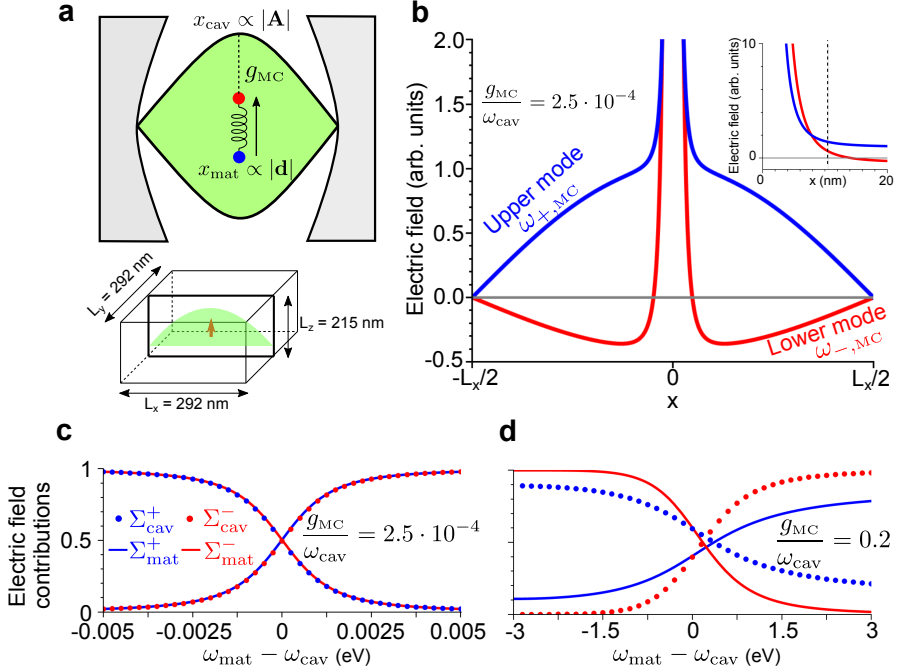 a
x_cav ∝ |A|
g_MC
x_mat ∝ |d|
L_y = 292 nm
L_z = 215 nm
L_x = 292 nm
b
Electric field (arb. units)
2.0
1.5
1.0
0.5
0.0
-0.5
g_MC/ω_cav = 2.5 · 10^-4
Upper mode
ω_+,MC
Lower mode
ω_-,MC
-L_x/2
0
L_x/2
x
Electric field (arb. units)
10
0
0
20
x (nm)
c
Electric field
contributions
1
0.5
0
Σ^+_cav
Σ^-_cav
Σ^+_mat
Σ^-_mat
g_MC/ω_cav = 2.5 · 10^-4
-0.005
-0.0025
0
0.0025
0.005
ω_mat − ω_cav (eV)
d
g_MC/ω_cav = 0.2
-3
-1.5
0
1.5
3
ω_mat − ω_cav (eV)